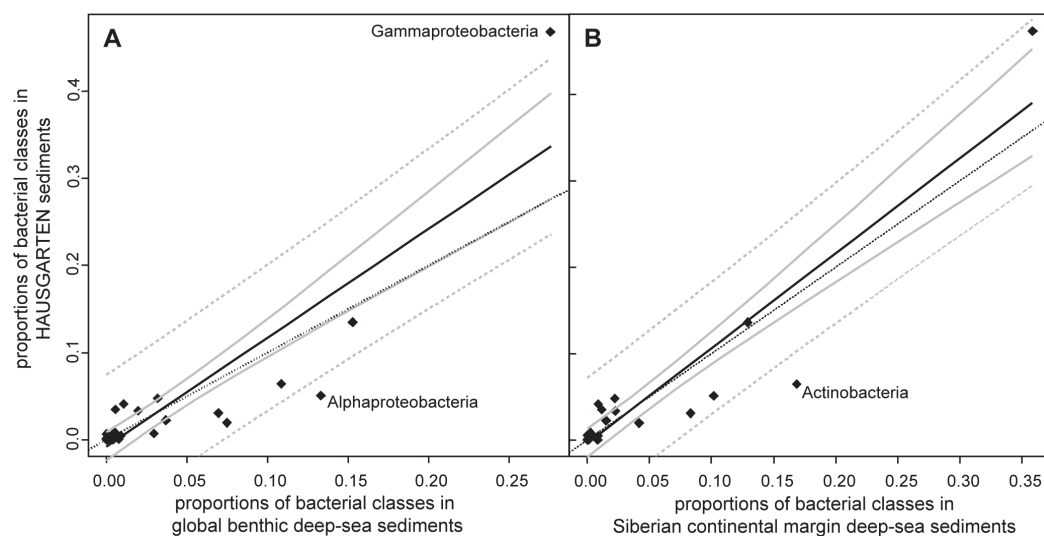 A
Gammaproteobacteria
B
proportions of bacterial classes in
HAUSGARTEN sediments
0.4
0.3
0.2
0.1
0.0
Alphaproteobacteria
Actinobacteria
0.00 0.05 0.10 0.15 0.20 0.25
0.00 0.05 0.10 0.15 0.20 0.25 0.30 0.35
proportions of bacterial classes in
global benthic deep-sea sediments
proportions of bacterial classes in
Siberian continental margin deep-sea sediments